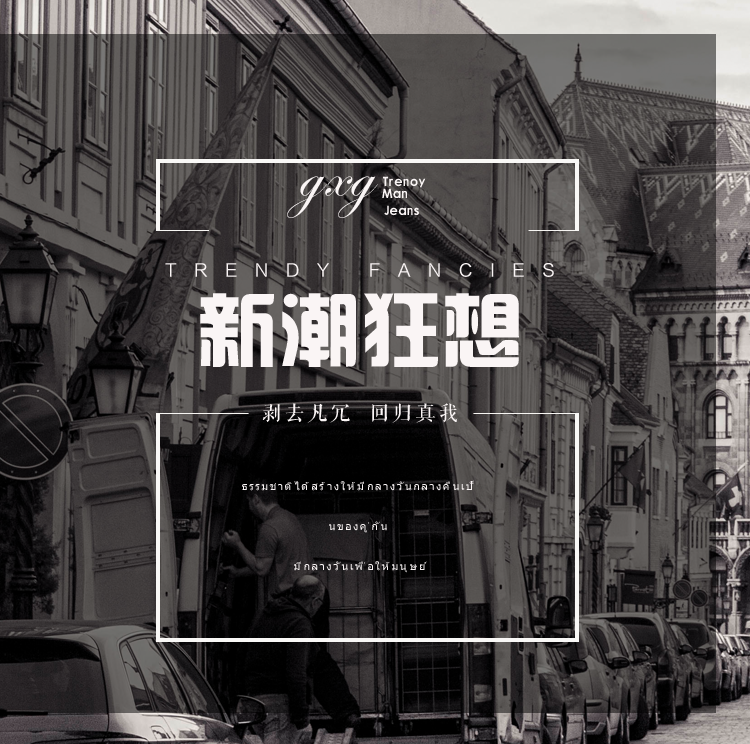 gxg Trenoy
Man
Jeans
TRENDY FANCIES
新潮狂想
剥去凡冗 回归真我
ธรรมชาติได้สร้างให้มีกลางวันกลางคืนเป็
นของคู่กัน
มีกลางวันเพื่อให้มนุษย์